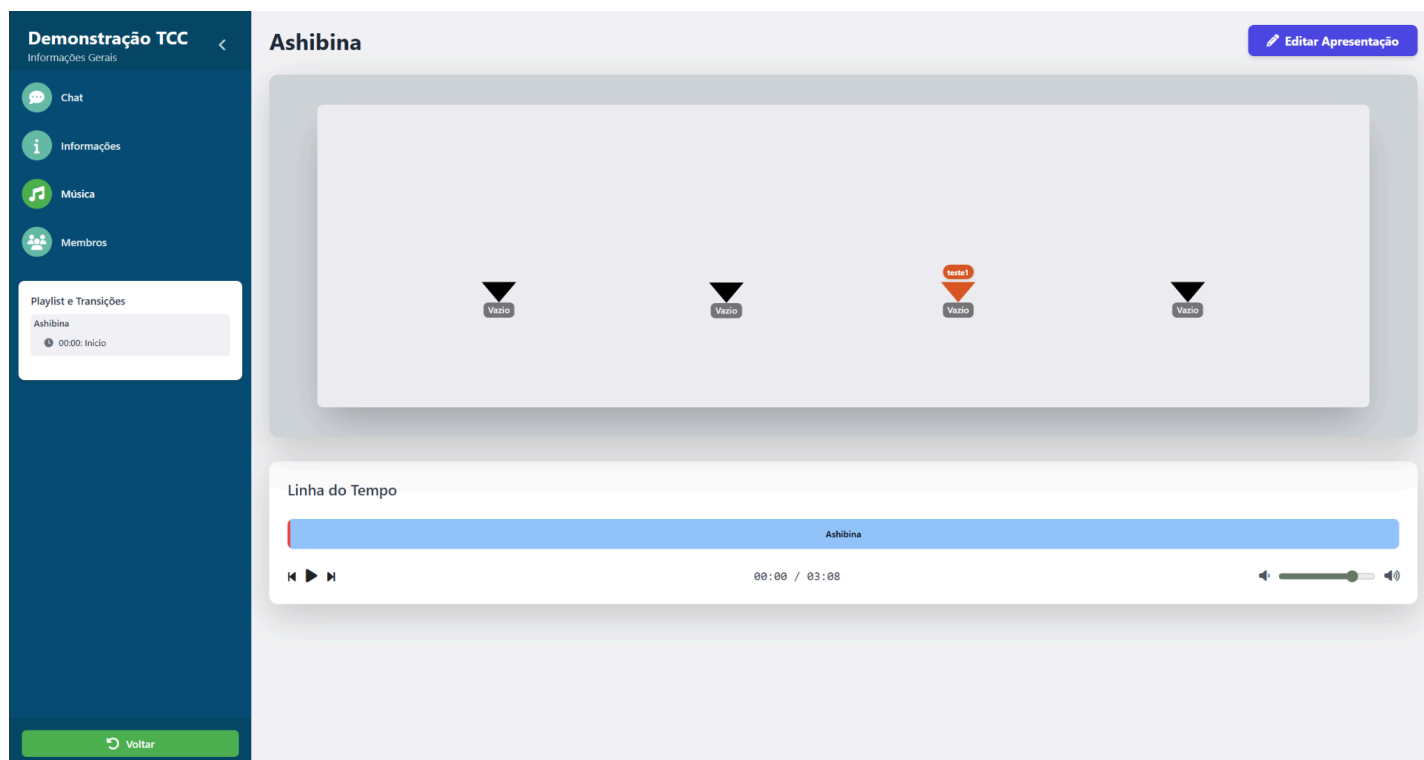 Demonstração TCC
Informações Gerais
Chat
Informações
Música
Membros
Playlist e Transições
Ashibina
00:00: Inicio
Voltar
Ashibina
Editar Apresentação
teste1
Vazio
Vazio
Vazio
Vazio
Linha do Tempo
Ashibina
00:00 / 03:08